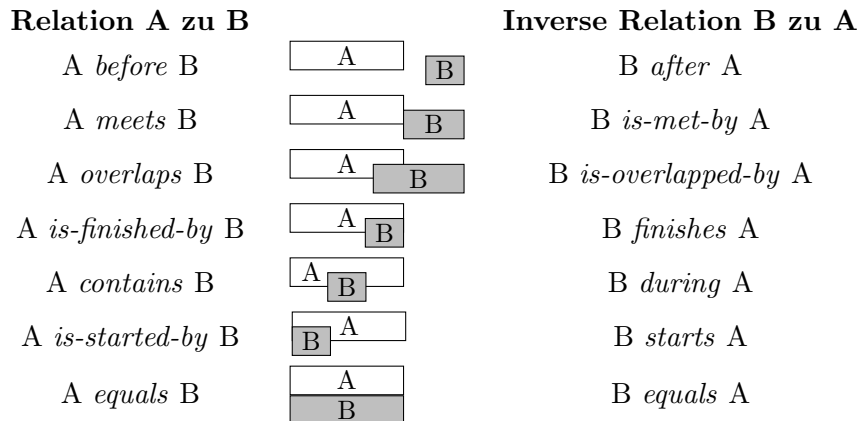 Relation A zu B Inverse Relation B zu A
A before B A B B after A
A meets B A B B is-met-by A
A overlaps B A B B is-overlapped-by A
A is-finished-by B A B B finishes A
A contains B A B B during A
A is-started-by B A B B starts A
A equals B A B B equals A